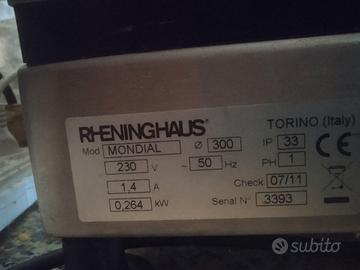 RHENINGHAUS® TORINO (Italy)
Mod MONDIAL Ø 300 IP 33
230 V ~ 50 Hz PH 1
1,4 A Check 07/11
0,264 kW Serial N° 3393
CE
subito